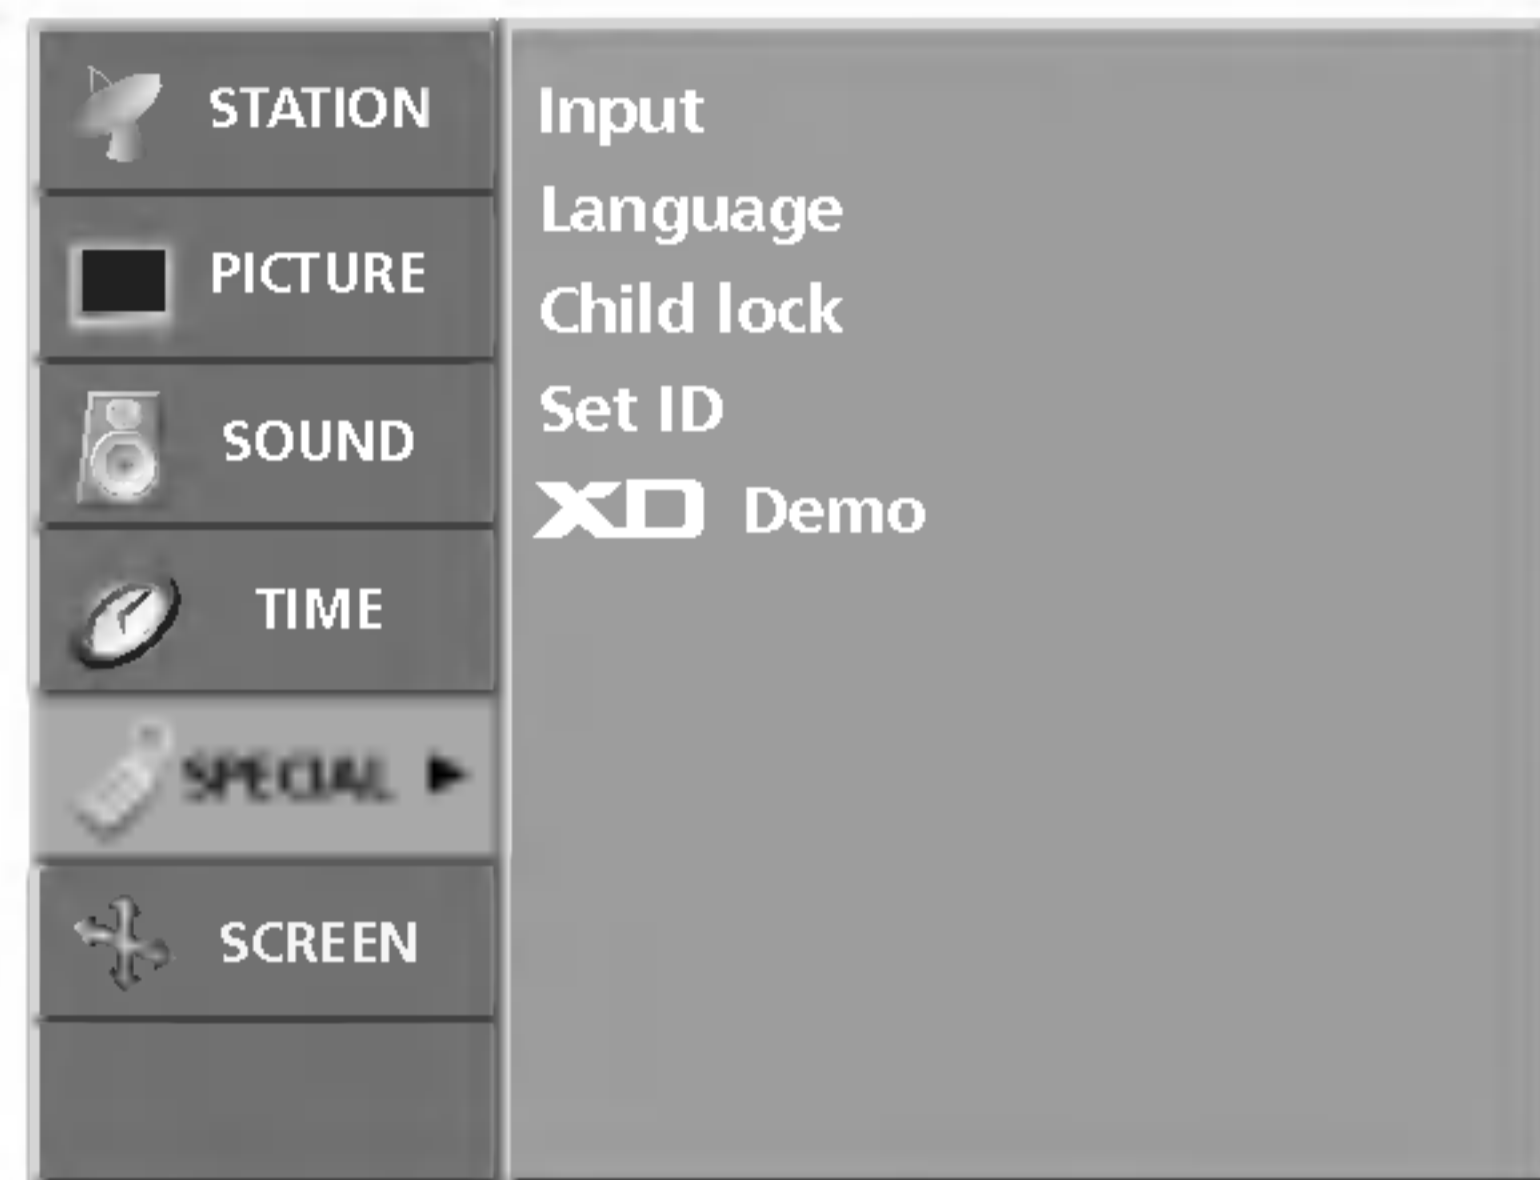 STATION
PICTURE
SOUND
TIME
SPECIAL
SCREEN
Input
Language
Child lock
Set ID
XD Demo